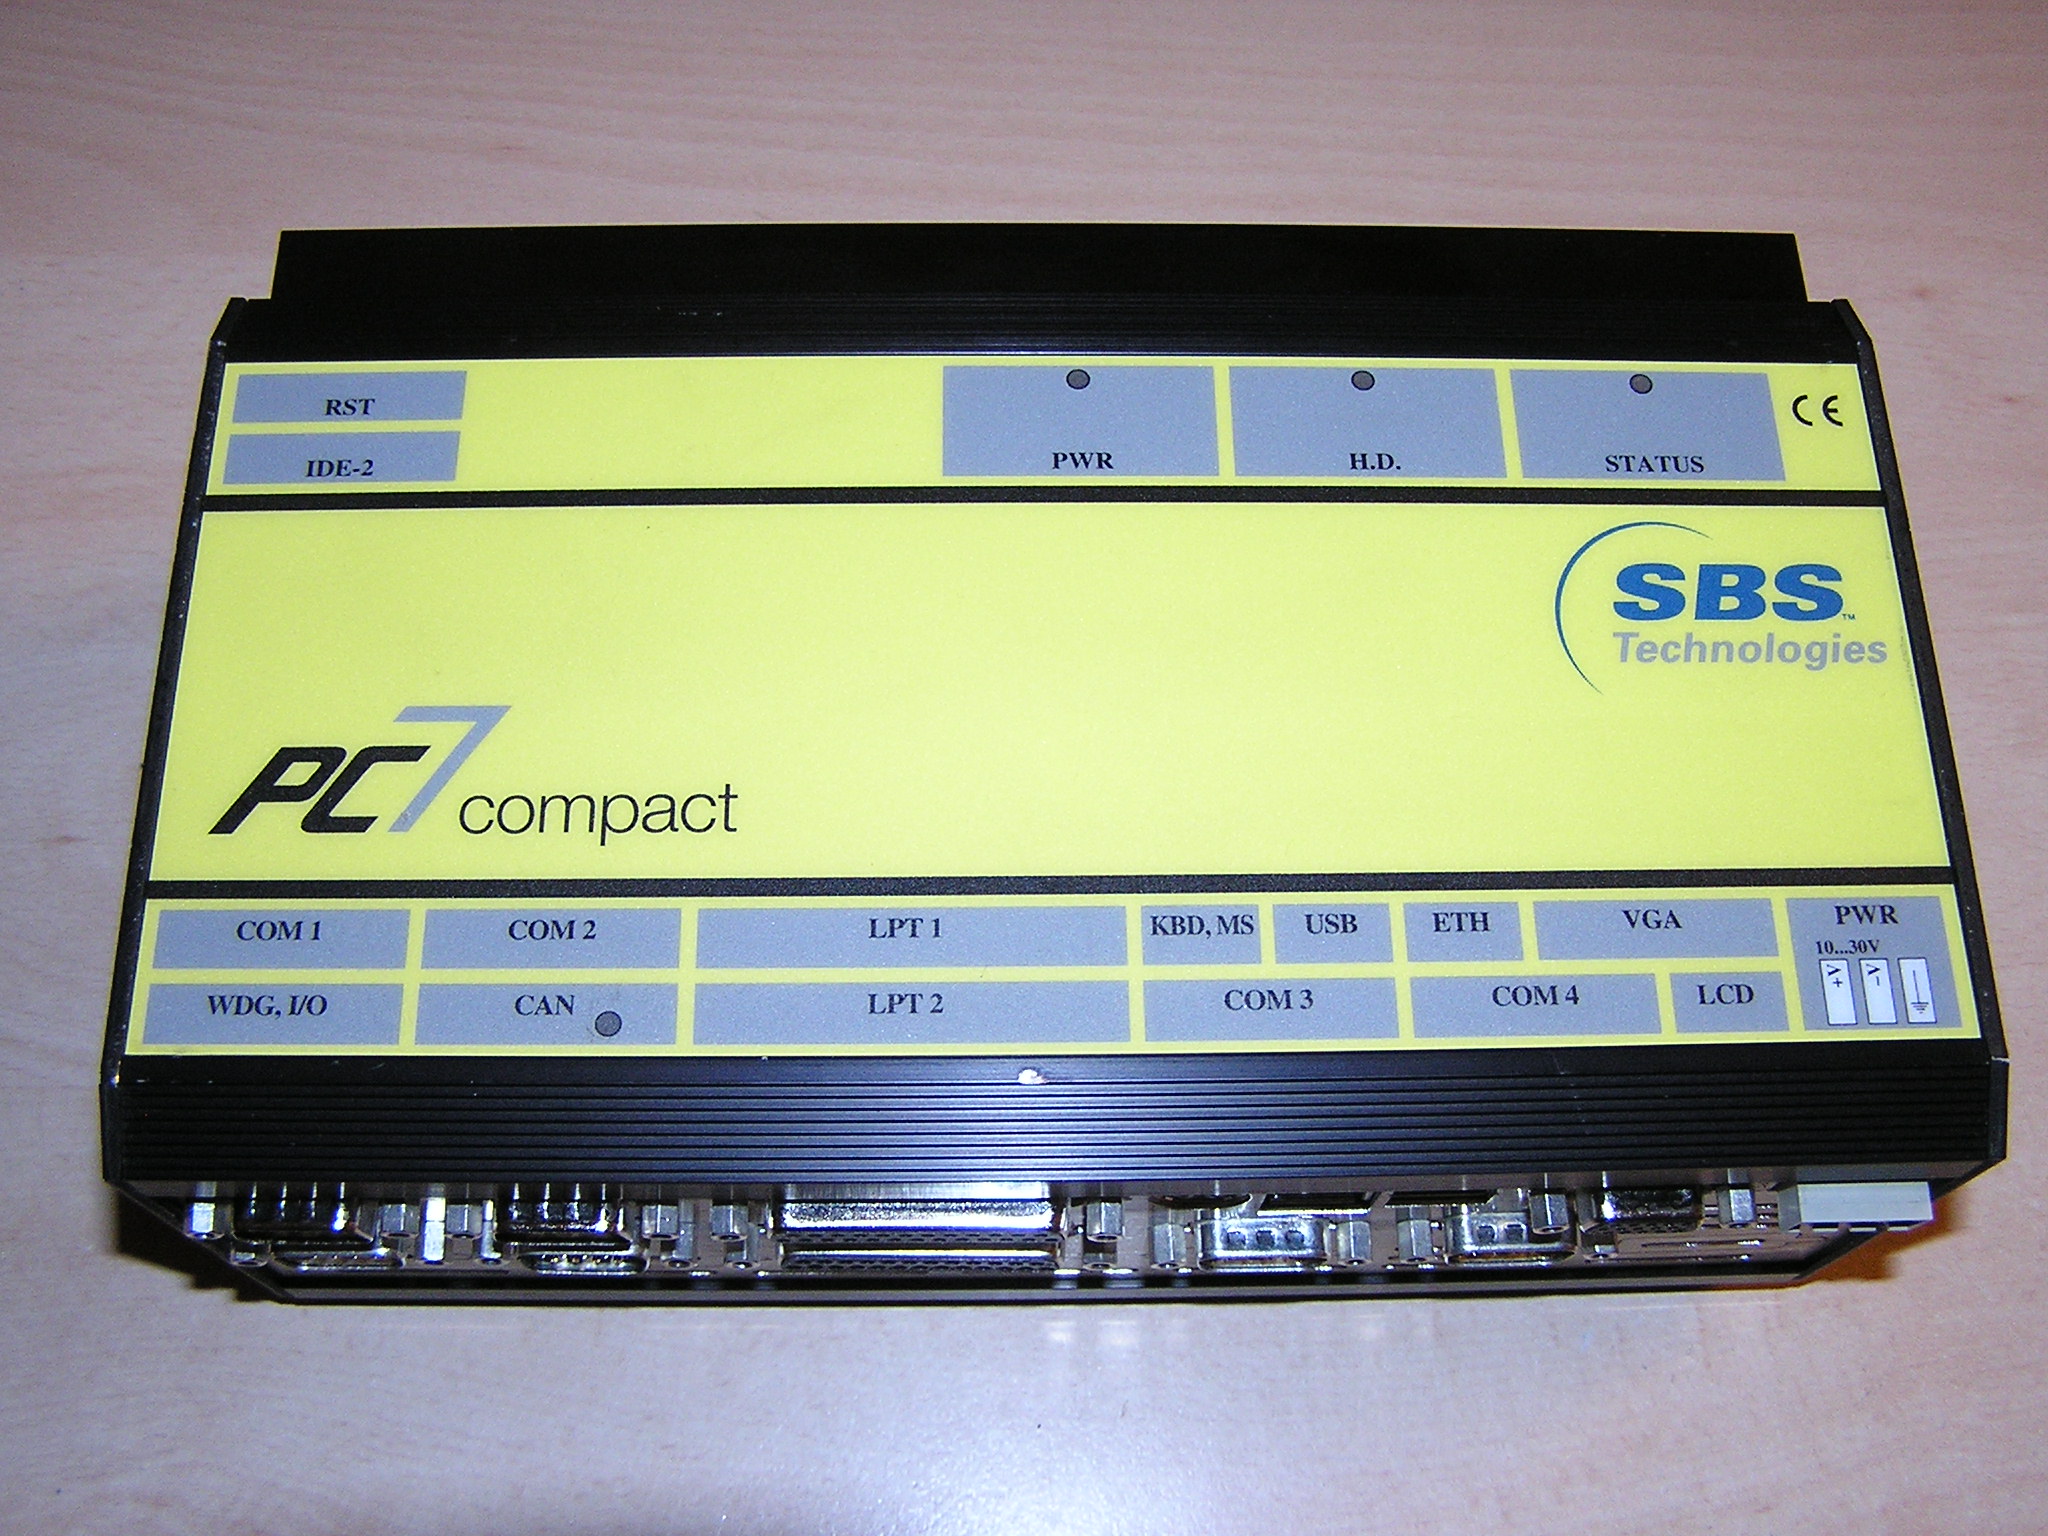 RST
IDE-2
PWR
H.D.
STATUS
CE
SBS™
Technologies
PC7 compact
COM 1
COM 2
LPT 1
KBD, MS
USB
ETH
VGA
PWR
10...30V
V+
V-
WDG, I/O
CAN
LPT 2
COM 3
COM 4
LCD